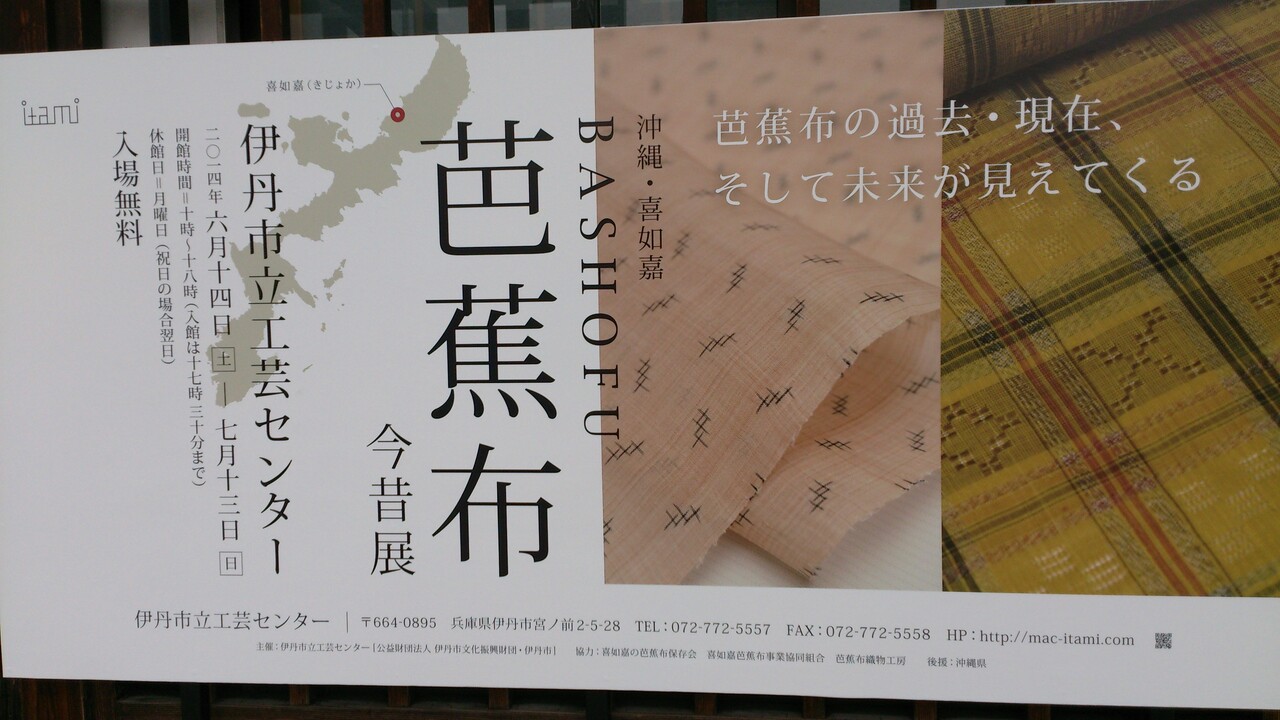 芭蕉布の過去・現在、
そして未来が見えてくる
沖縄・喜如嘉
BASHOFU
芭蕉布
今昔展
喜如嘉(きじょか)
伊丹市立工芸センター
二〇一四年 六月十四日 土 ― 七月十三日 日
開館時間=十時~十八時(入館は十七時三十分まで)
休館日=月曜日(祝日の場合翌日)
入場無料
itami
伊丹市立工芸センター | 〒664-0895 兵庫県伊丹市宮ノ前2-5-28 TEL:072-772-5557 FAX:072-772-5558 HP:http://mac-itami.com
主催:伊丹市立工芸センター[公益財団法人 伊丹市文化振興財団・伊丹市] 協力:喜如嘉の芭蕉布保存会 喜如嘉芭蕉布事業協同組合 芭蕉布織物工房 後援:沖縄県